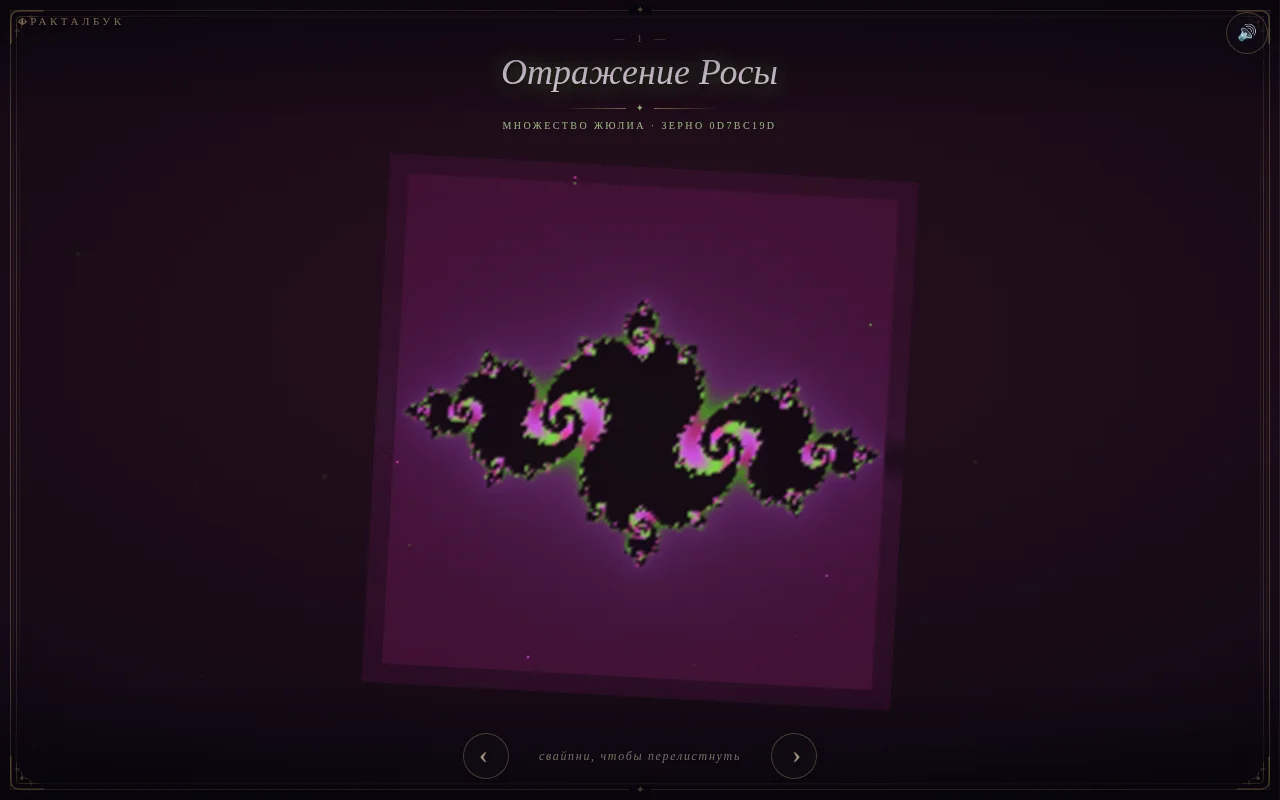 ФРАКТАЛБУК
— 1 —
Отражение Росы
МНОЖЕСТВО ЖЮЛИА · ЗЕРНО 0D7BC19D
свайпни, чтобы перелистнуть